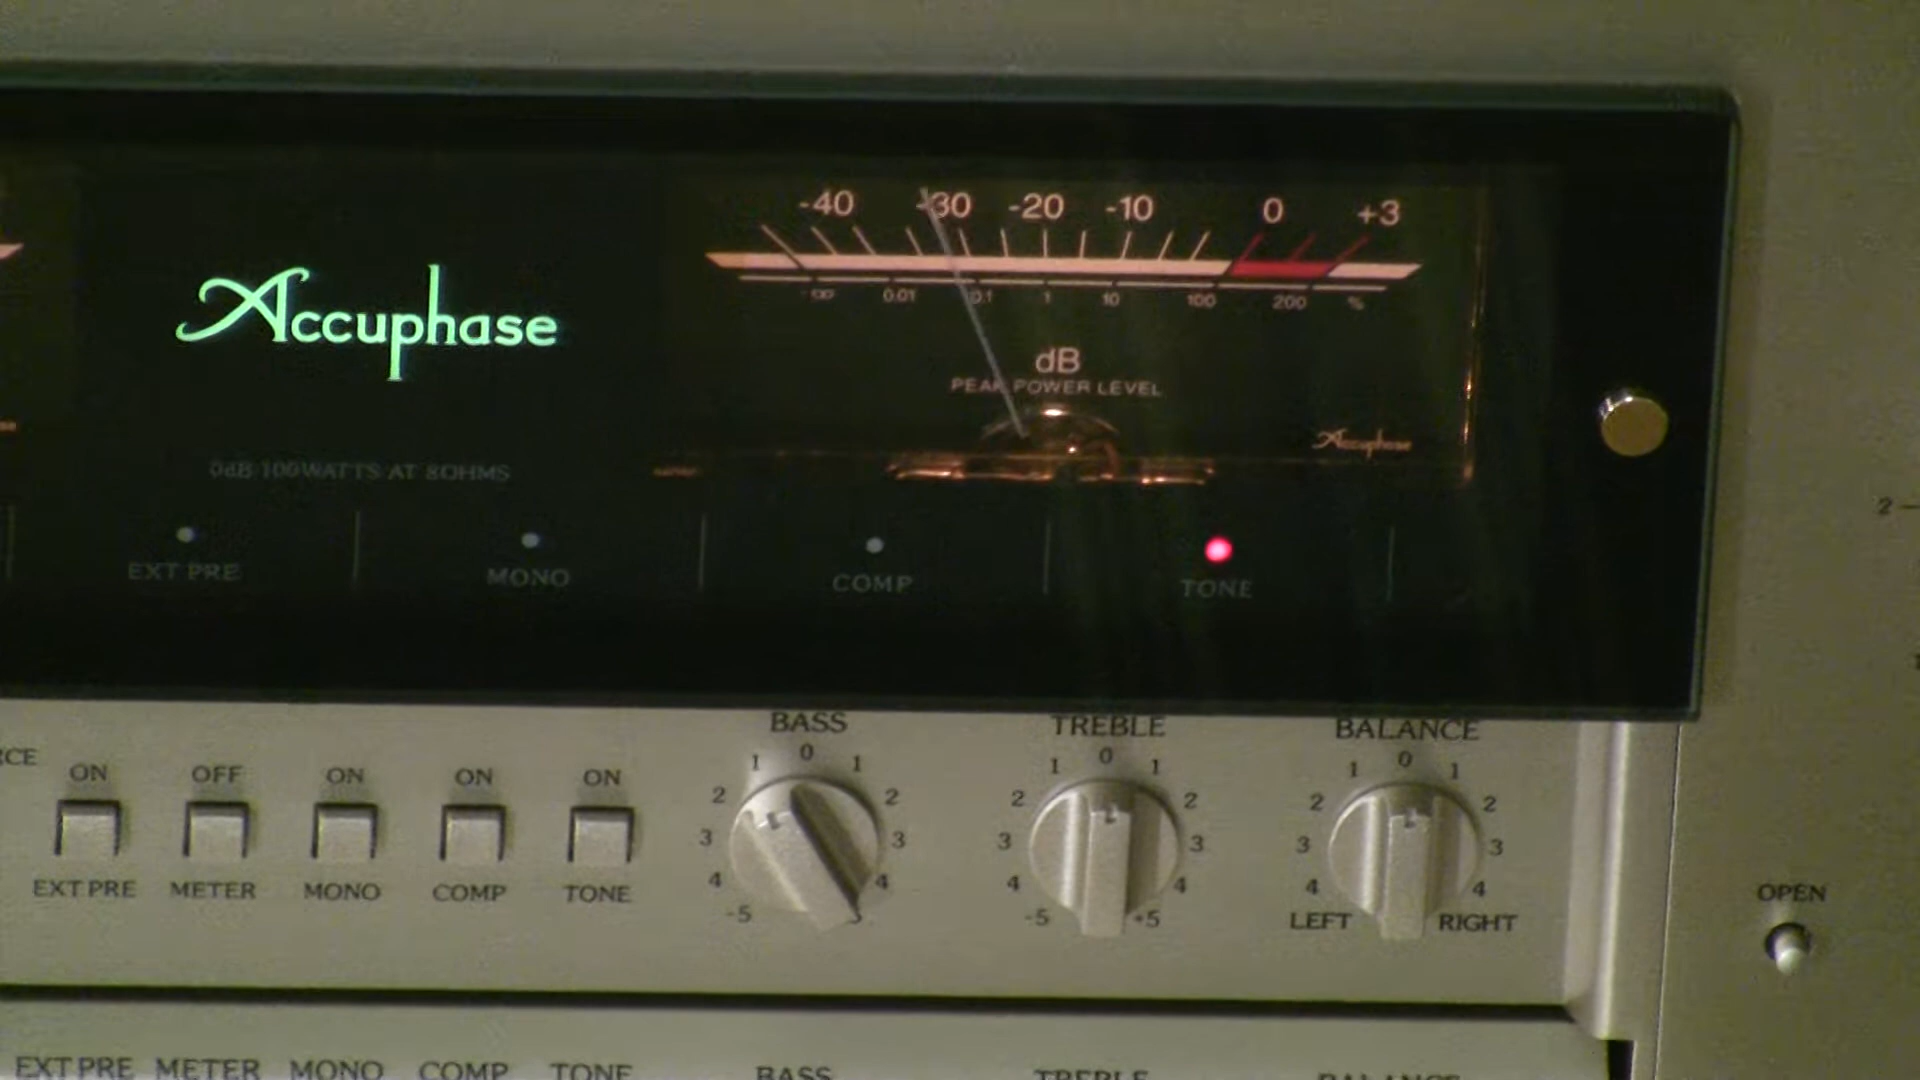 -40 -30 -20 -10 0 +3
0.01 0.1 1 10 100 200 %
Accuphase
dB
PEAK POWER LEVEL
Accuphase
0dB 100WATTS AT 8OHMS
EXT PRE MONO COMP TONE
BASS TREBLE BALANCE
ON OFF ON ON ON
1 0 1 1 0 1 1 0 1
2 2 2 2 2 2
3 3 3 3 3 3
4 4 4 4 4 4
-5 -5 +5 LEFT RIGHT
EXT PRE METER MONO COMP TONE
OPEN
2
EXT PRE METER MONO COMP TONE BASS TREBLE BALANCE